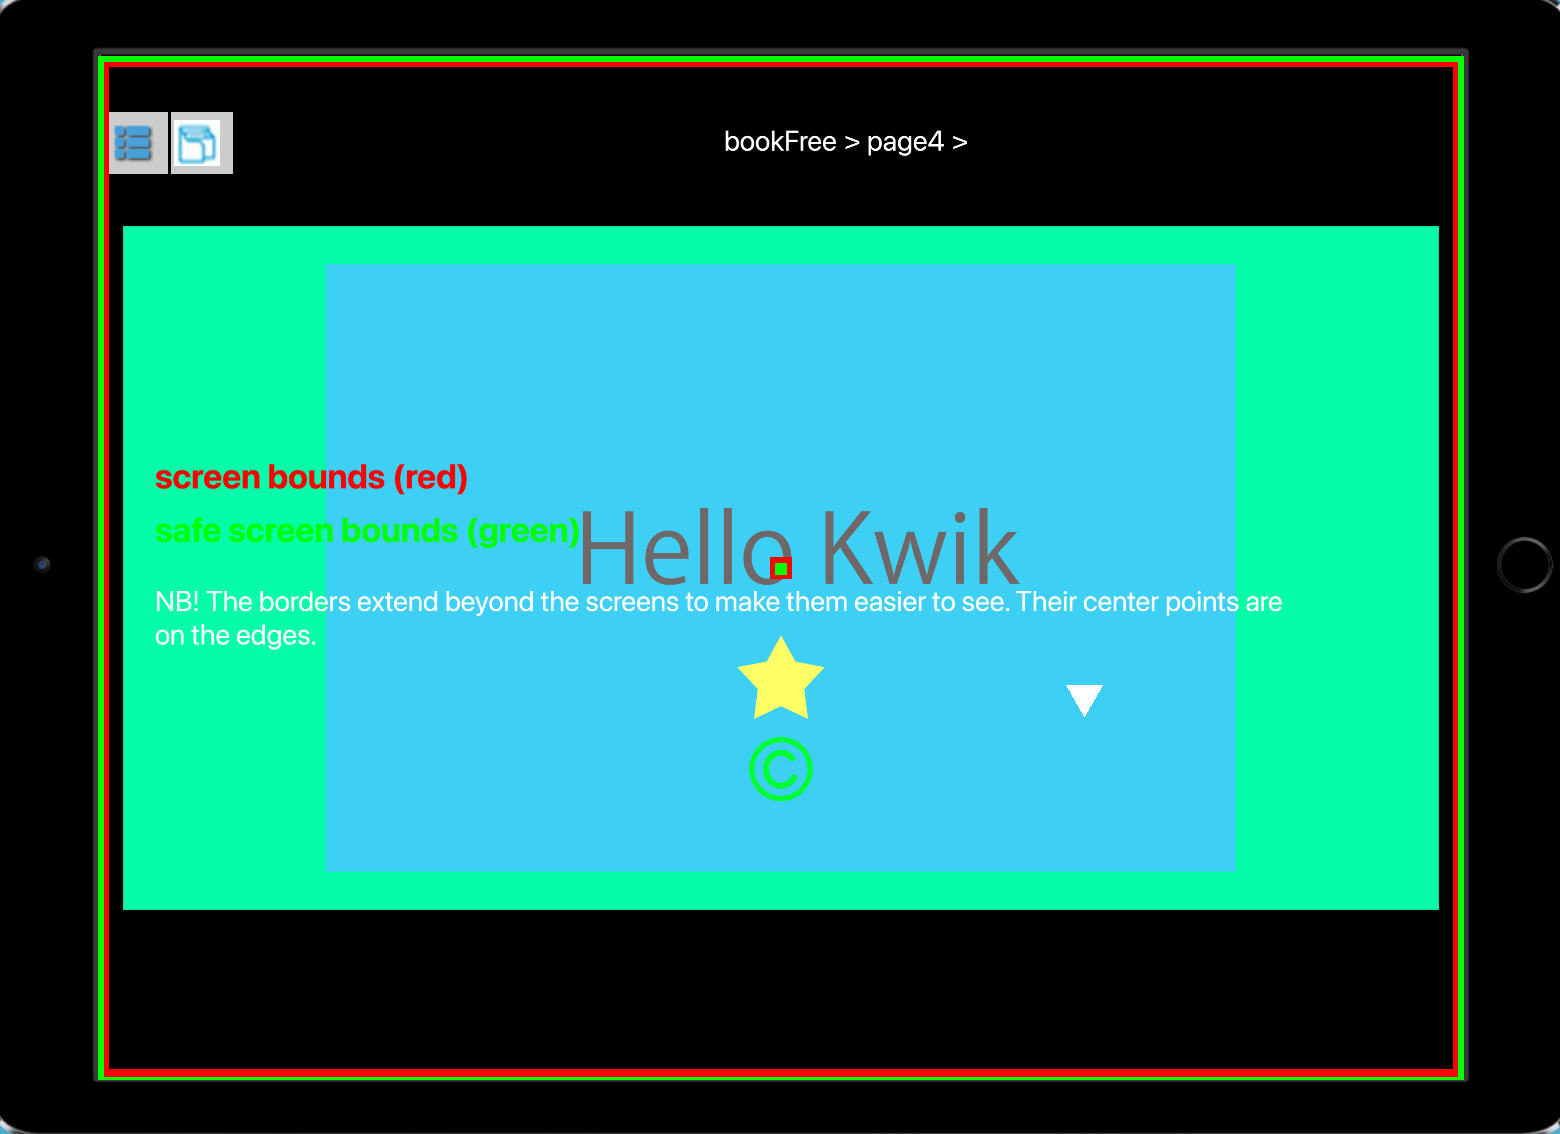 bookFree > page4 >
screen bounds (red)
safe screen bounds (green)
Hello Kwik
NB! The borders extend beyond the screens to make them easier to see. Their center points are
on the edges.
©